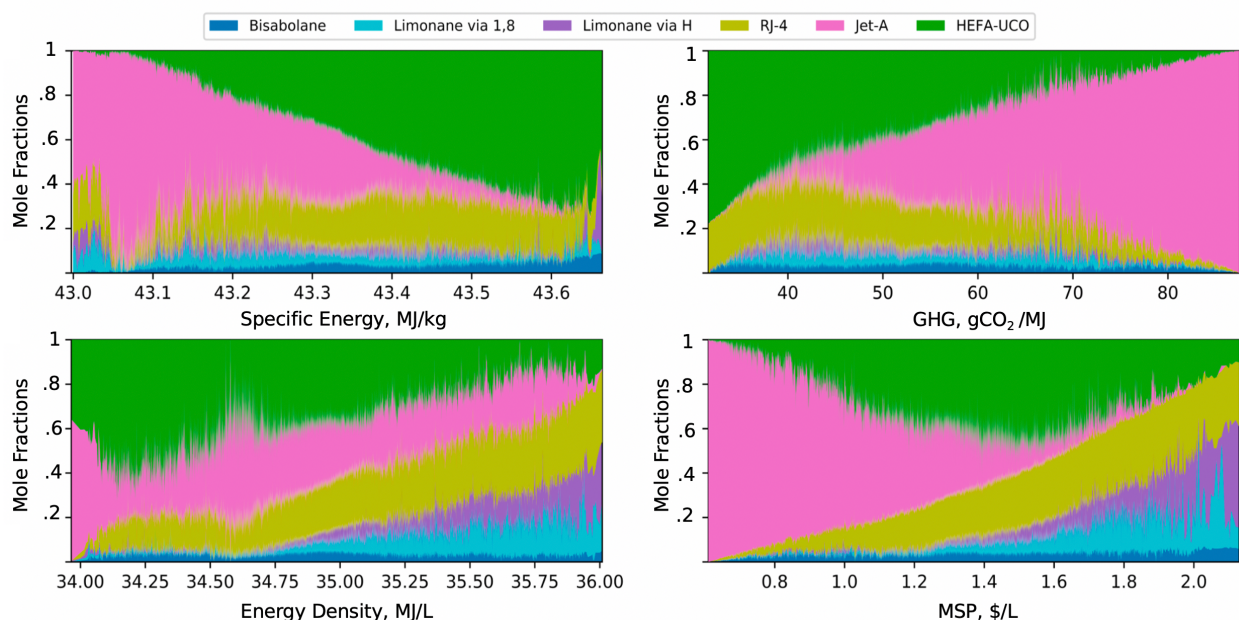 Bisabolane Limonane via 1,8 Limonane via H RJ-4 Jet-A HEFA-UCO
1
.8
.6
.4
.2
Mole Fractions
43.0 43.1 43.2 43.3 43.4 43.5 43.6
Specific Energy, MJ/kg
1
.8
.6
.4
.2
Mole Fractions
40 50 60 70 80
GHG, gCO₂/MJ
1
.8
.6
.4
.2
Mole Fractions
34.00 34.25 34.50 34.75 35.00 35.25 35.50 35.75 36.00
Energy Density, MJ/L
1
.8
.6
.4
.2
Mole Fractions
0.8 1.0 1.2 1.4 1.6 1.8 2.0
MSP, $/L